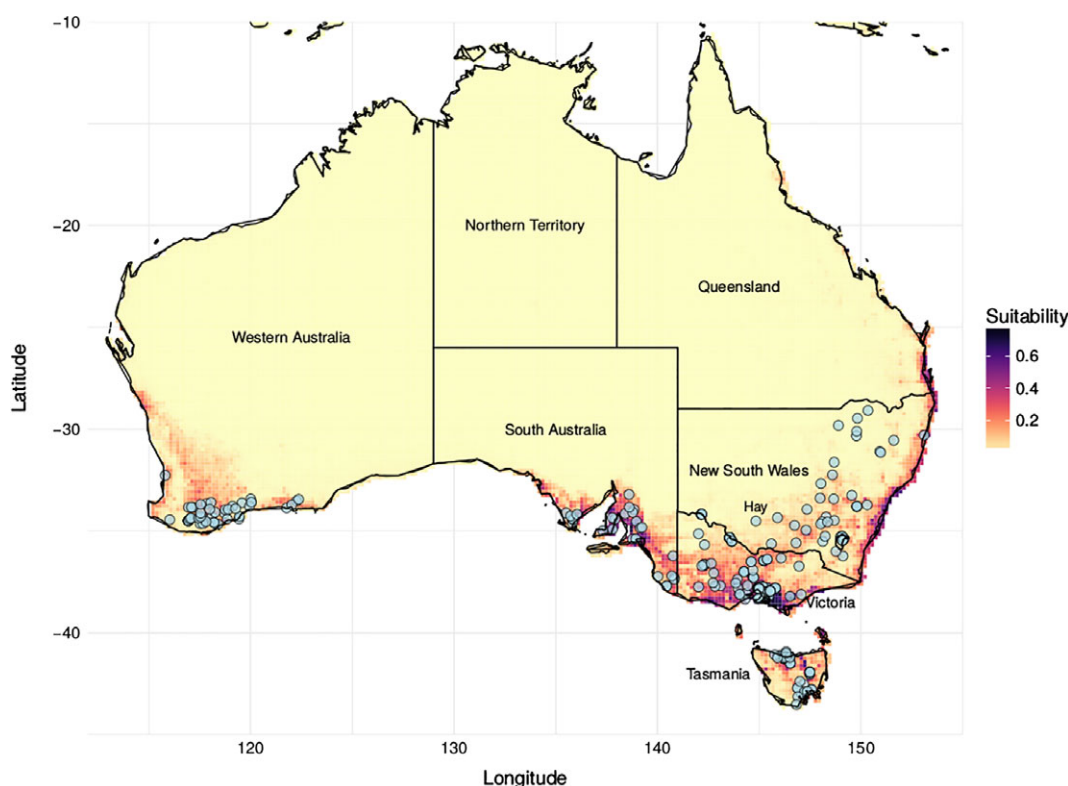 −10
−20
−30
−40
Latitude
Northern Territory
Queensland
Western Australia
South Australia
New South Wales
Hay
Victoria
Tasmania
120
130
140
150
Longitude
Suitability
0.6
0.4
0.2